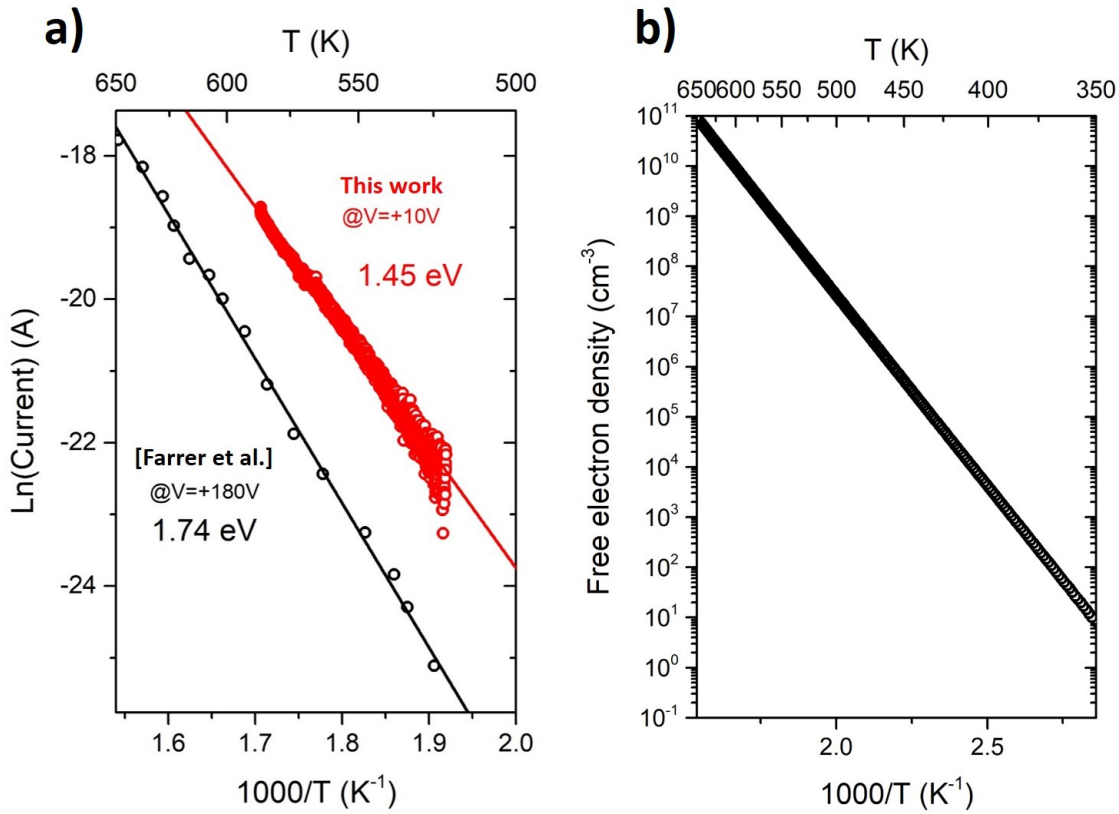 a)
T (K)
650 600 550 500
Ln(Current) (A)
-18
-20
-22
-24
This work
@V=+10V
1.45 eV
[Farrer et al.]
@V=+180V
1.74 eV
1.6 1.7 1.8 1.9 2.0
1000/T (K⁻¹)
b)
T (K)
650 600 550 500 450 400 350
Free electron density (cm⁻³)
10¹¹
10¹⁰
10⁹
10⁸
10⁷
10⁶
10⁵
10⁴
10³
10²
10¹
10⁰
10⁻¹
2.0 2.5
1000/T (K⁻¹)